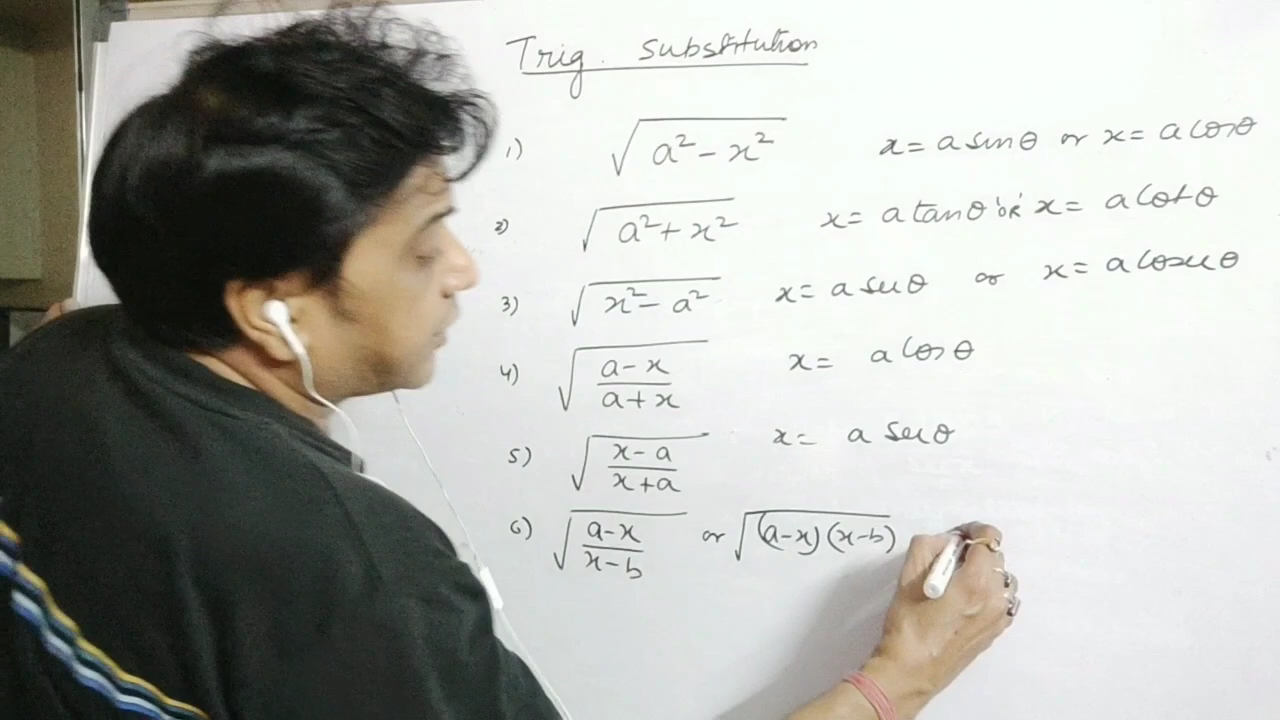 Trig. Substitution
1) √(a²-x²) x = a sinθ or x = a cosθ
2) √(a²+x²) x = a tanθ 'or' x = a cotθ
3) √(x²-a²) x = a secθ or x = a cosecθ
4) √((a-x)/(a+x)) x = a cosθ
5) √((x-a)/(x+a)) x = a secθ
6) √((a-x)/(x-b)) or √((a-x)(x-b))